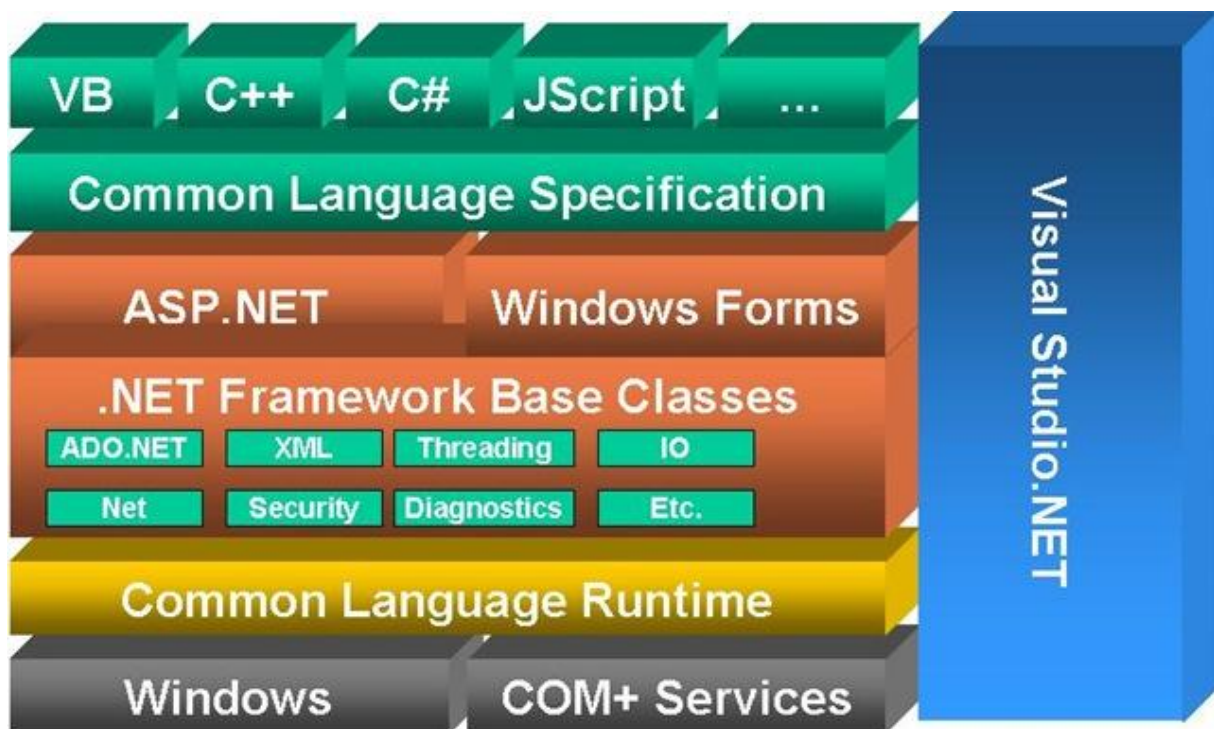 VB
C++
C#
JScript
...
Common Language Specification
ASP.NET
Windows Forms
.NET Framework Base Classes
ADO.NET
XML
Threading
IO
Net
Security
Diagnostics
Etc.
Common Language Runtime
Windows
COM+ Services
Visual Studio.NET